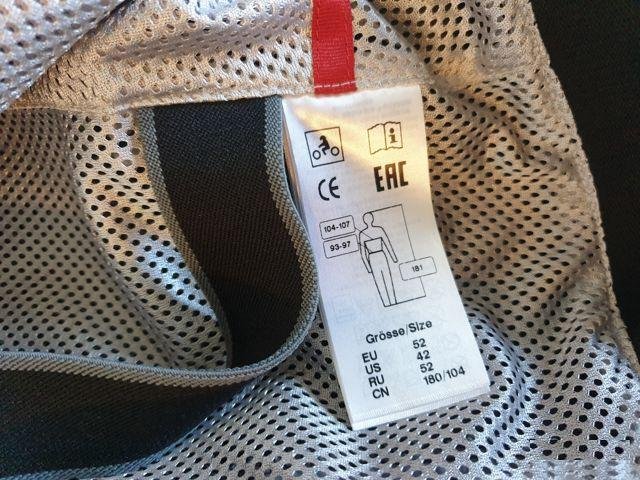 i
CE EAC
104-107
93-97
181
Grösse/Size
EU 52
US 42
RU 52
CN 180/104